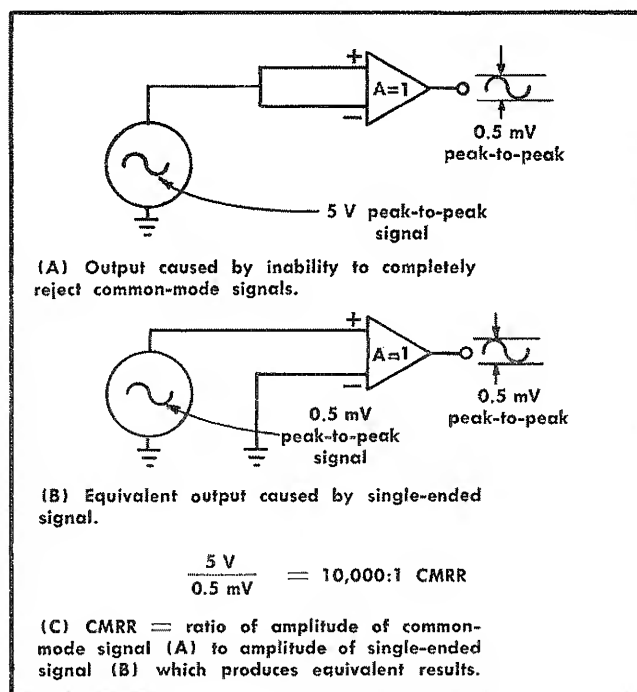 +
A=1
−
0.5 mV
peak-to-peak
5 V peak-to-peak
signal
(A) Output caused by inability to completely
reject common-mode signals.
+
A=1
−
0.5 mV
peak-to-peak
signal
0.5 mV
peak-to-peak
(B) Equivalent output caused by single-ended
signal.
5 V
0.5 mV
= 10,000:1 CMRR
(C) CMRR = ratio of amplitude of common-
mode signal (A) to amplitude of single-ended
signal (B) which produces equivalent results.